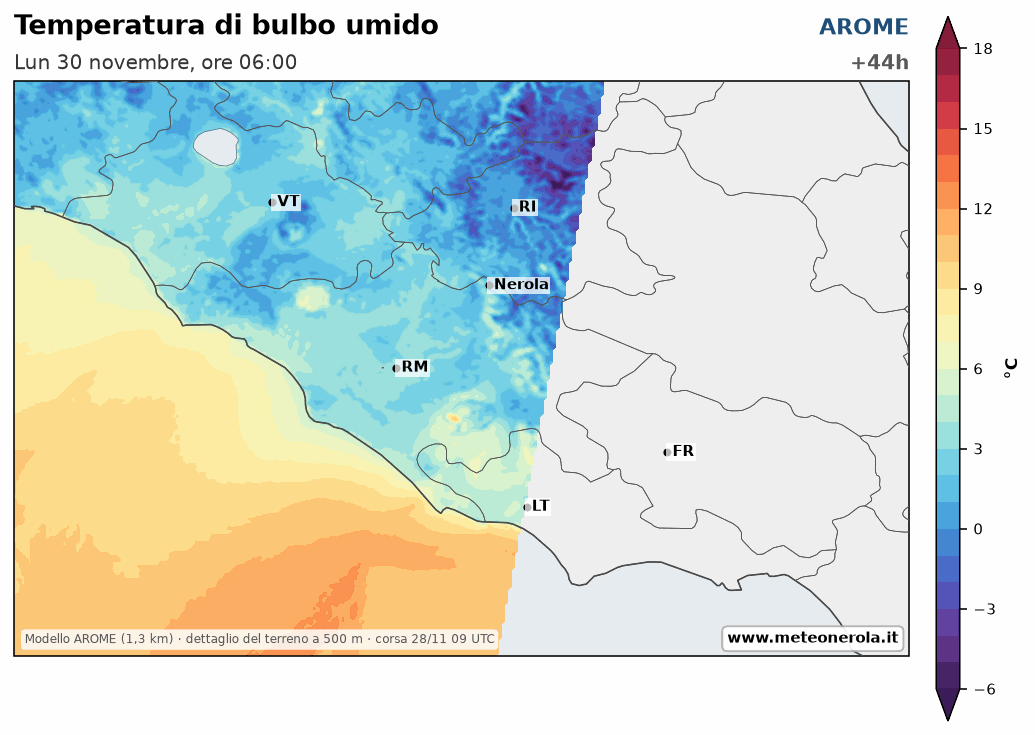 Temperatura di bulbo umido
AROME
Lun 30 novembre, ore 06:00
+44h
VT
RI
Nerola
RM
FR
LT
Modello AROME (1,3 km) · dettaglio del terreno a 500 m · corsa 28/11 09 UTC
www.meteonerola.it
18
15
12
9
6
3
0
−3
−6
°C